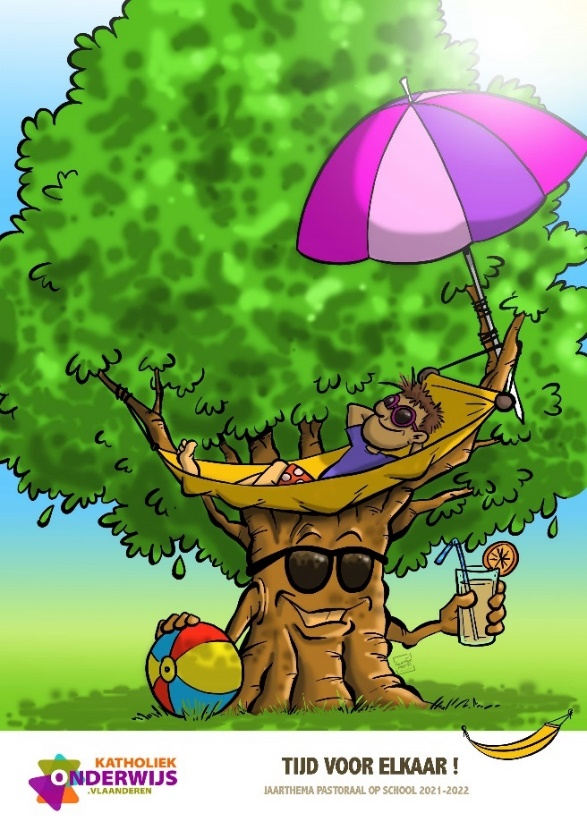 KATHOLIEK
ONDERWIJS
.VLAANDEREN
TIJD VOOR ELKAAR !
JAARTHEMA PASTORAAL OP SCHOOL 2021-2022